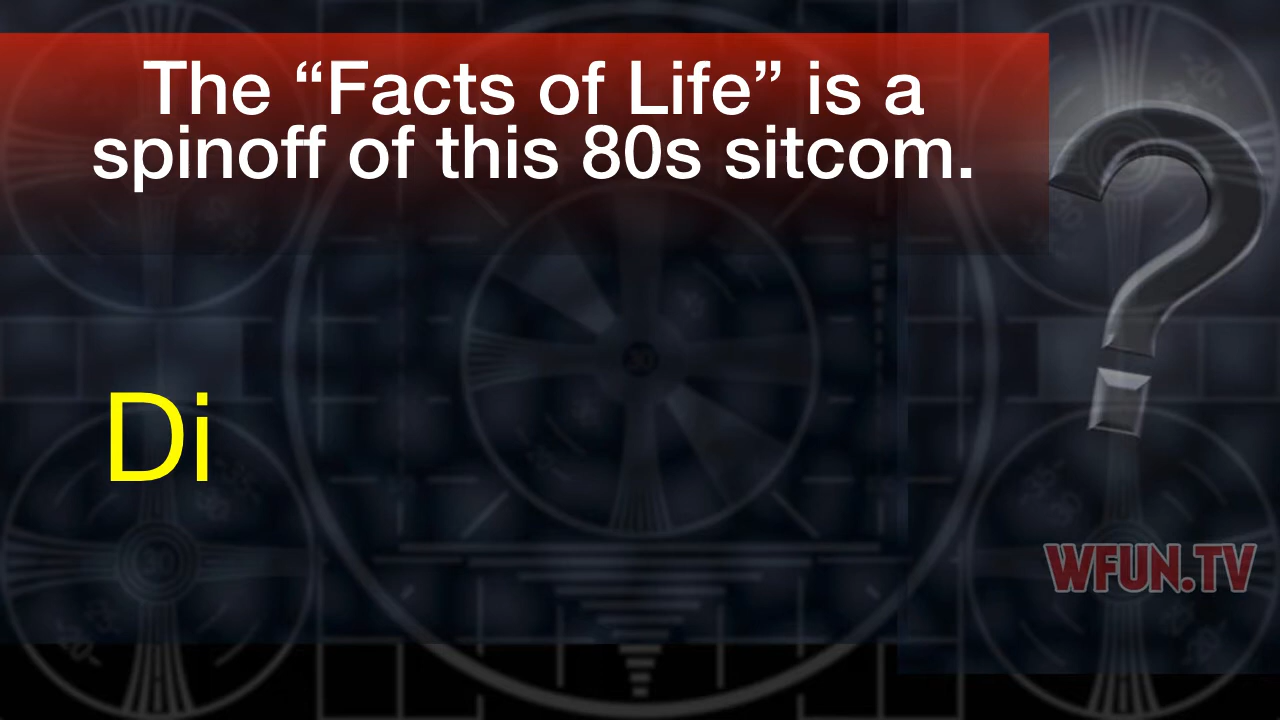 The “Facts of Life” is a
spinoff of this 80s sitcom.
Di
WFUN.TV